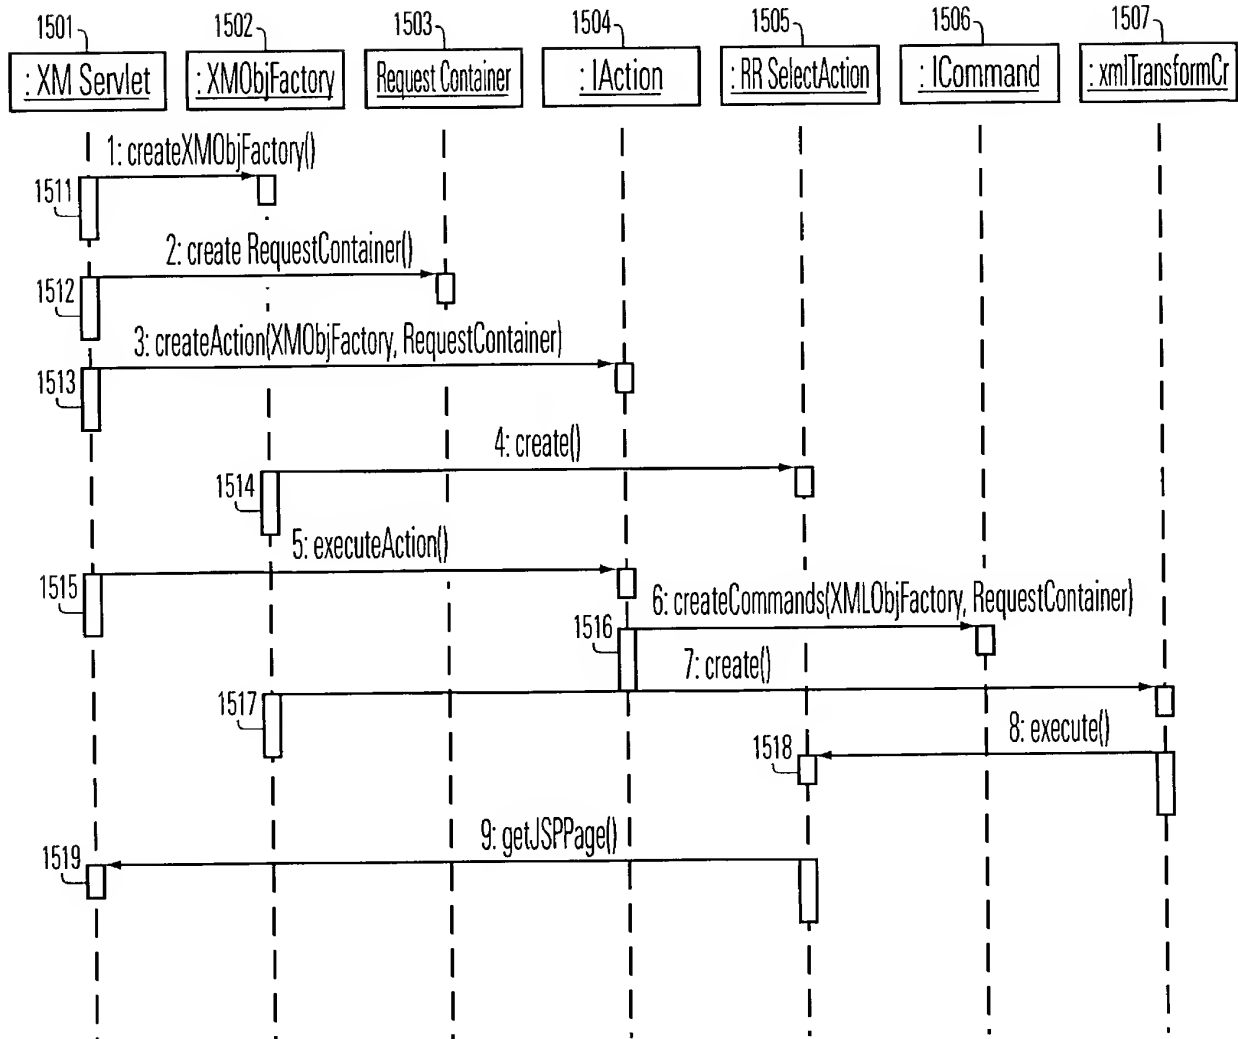 1501 1502 1503 1504 1505 1506 1507
: XM Servlet
: XMObjFactory
Request Container
: IAction
: RR SelectAction
: ICommand
: xmlTransformCr
1: createXMObjFactory()
1511
2: create RequestContainer()
1512
3: createAction(XMObjFactory, RequestContainer)
1513
4: create()
1514
5: executeAction()
1515
6: createCommands(XMLObjFactory, RequestContainer)
1516
7: create()
1517
8: execute()
1518
9: getJSPPage()
1519